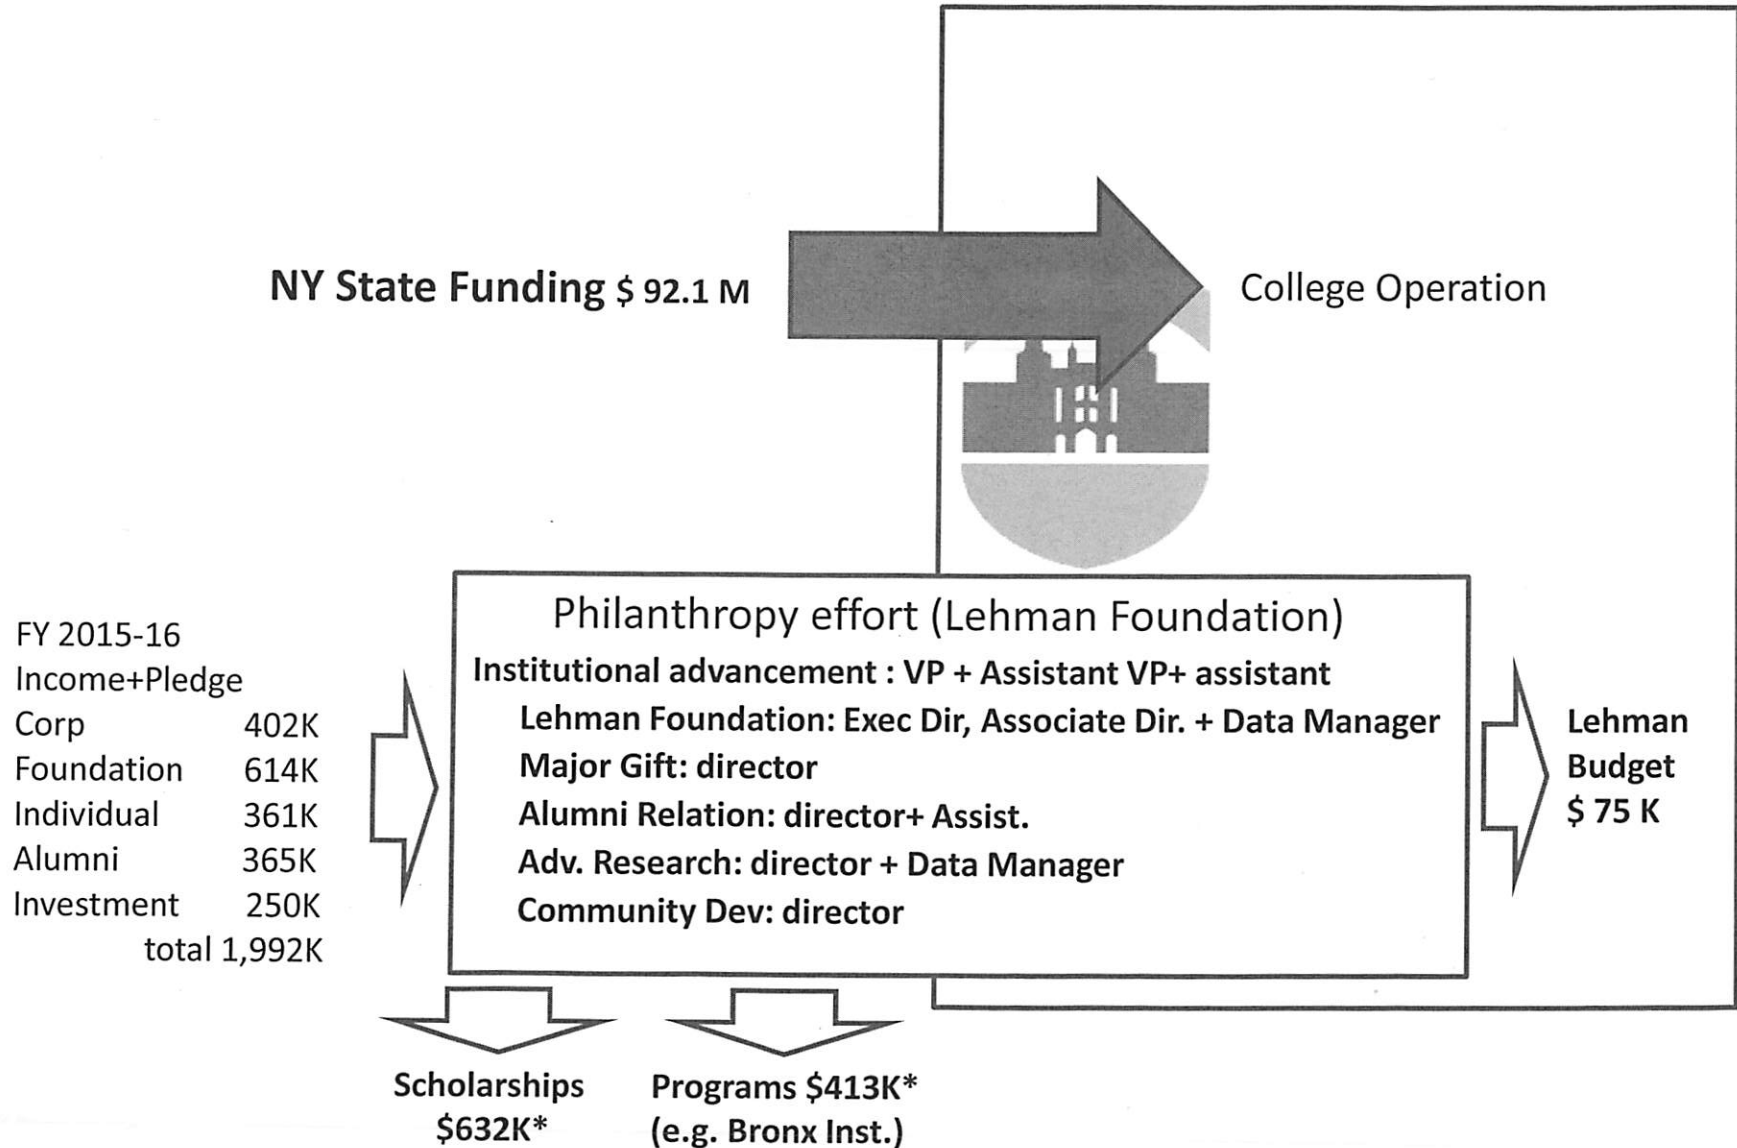 NY State Funding $ 92.1 M
College Operation
FY 2015-16
Income+Pledge
Corp 402K
Foundation 614K
Individual 361K
Alumni 365K
Investment 250K
total 1,992K
Philanthropy effort (Lehman Foundation)
Institutional advancement : VP + Assistant VP+ assistant
Lehman Foundation: Exec Dir, Associate Dir. + Data Manager
Major Gift: director
Alumni Relation: director+ Assist.
Adv. Research: director + Data Manager
Community Dev: director
Lehman
Budget
$ 75 K
Scholarships
$632K*
Programs $413K*
(e.g. Bronx Inst.)